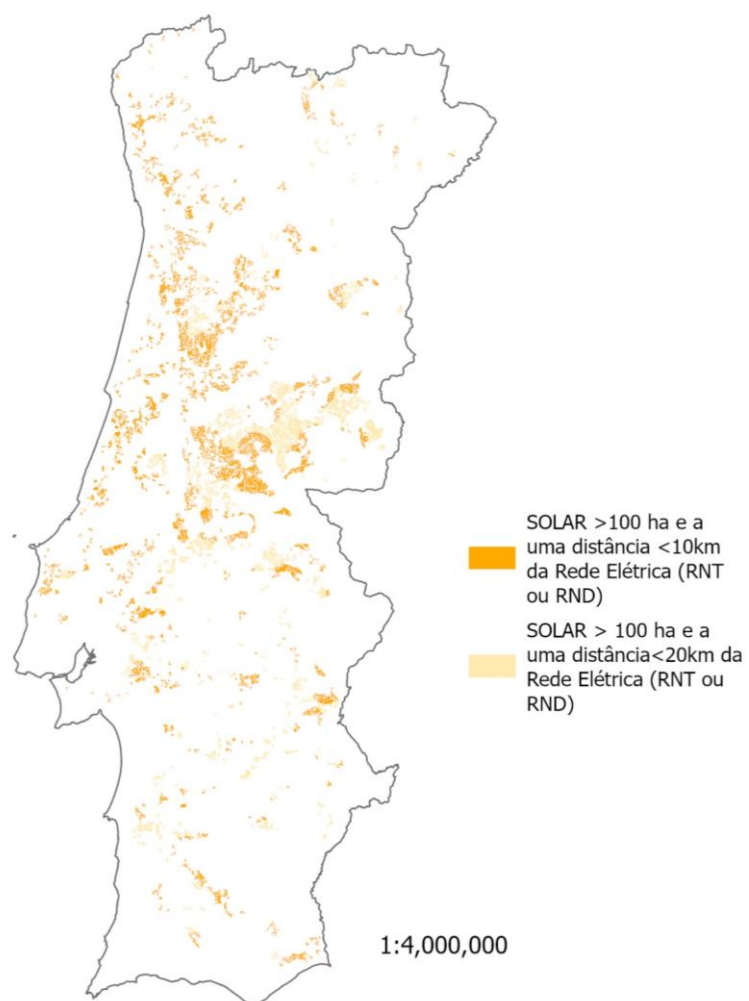 SOLAR >100 ha e a
uma distância <10km
da Rede Elétrica (RNT
ou RND)
SOLAR > 100 ha e a
uma distância<20km da
Rede Elétrica (RNT ou
RND)
1:4,000,000